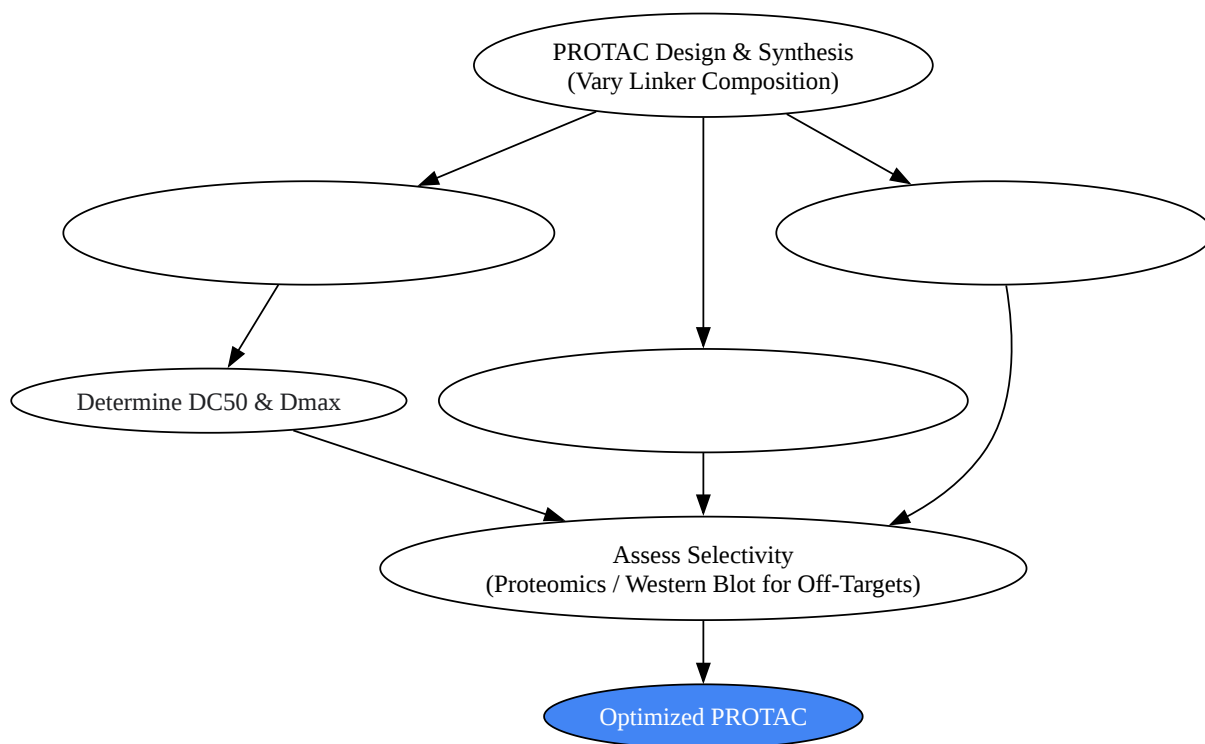 PROTAC Design & Synthesis
(Vary Linker Composition)
Determine DC50 & Dmax
Assess Selectivity
(Proteomics / Western Blot for Off-Targets)
Optimized PROTAC